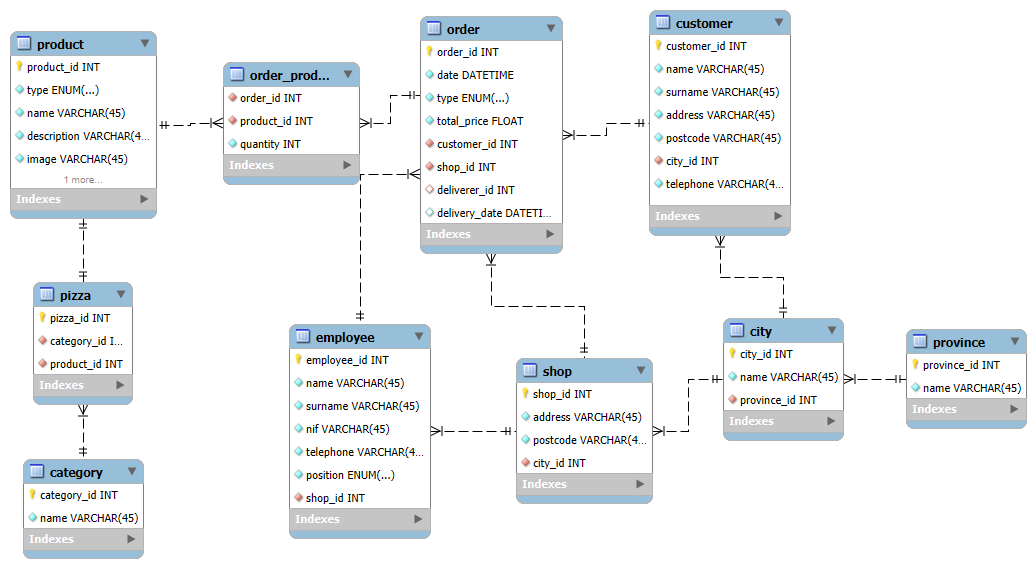 product
product_id INT
type ENUM(...)
name VARCHAR(45)
description VARCHAR(4...
image VARCHAR(45)
1 more...
Indexes
order_prod...
order_id INT
product_id INT
quantity INT
Indexes
order
order_id INT
date DATETIME
type ENUM(...)
total_price FLOAT
customer_id INT
shop_id INT
deliverer_id INT
delivery_date DATETI...
Indexes
customer
customer_id INT
name VARCHAR(45)
surname VARCHAR(45)
address VARCHAR(45)
postcode VARCHAR(45)
city_id INT
telephone VARCHAR(4...
Indexes
pizza
pizza_id INT
category_id I...
product_id INT
Indexes
category
category_id INT
name VARCHAR(45)
Indexes
employee
employee_id INT
name VARCHAR(45)
surname VARCHAR(45)
nif VARCHAR(45)
telephone VARCHAR(4...
position ENUM(...)
shop_id INT
Indexes
shop
shop_id INT
address VARCHAR(45)
postcode VARCHAR(4...
city_id INT
Indexes
city
city_id INT
name VARCHAR(45)
province_id INT
Indexes
province
province_id INT
name VARCHAR(45)
Indexes